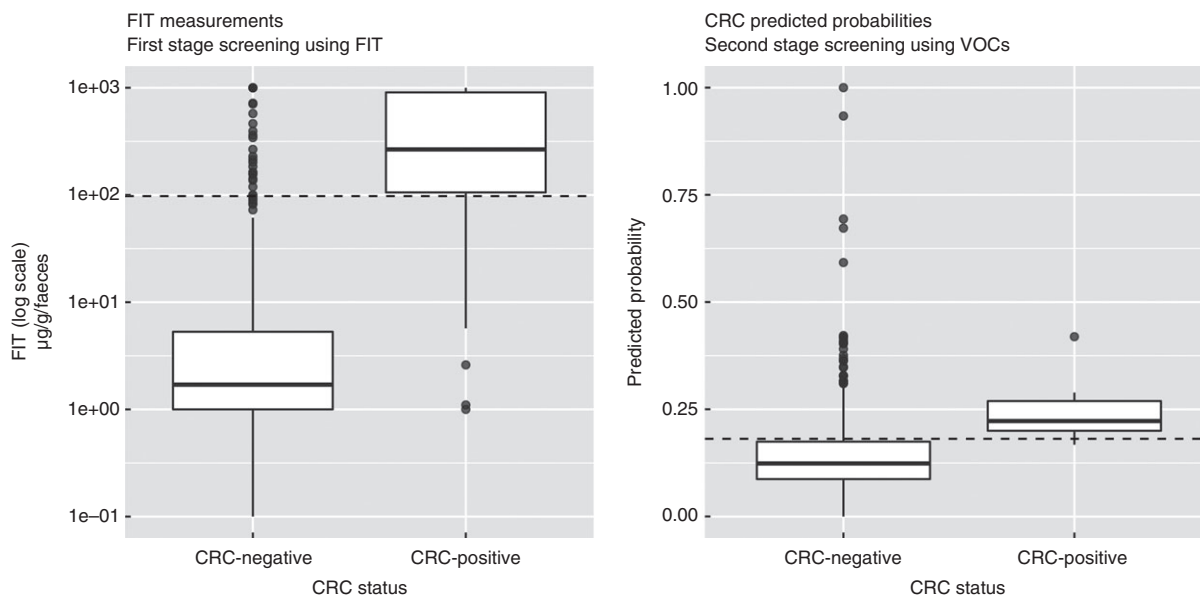 FIT measurements
First stage screening using FIT
1e+03
1e+02
1e+01
1e+00
1e−01
FIT (log scale)
µg/g/faeces
CRC-negative
CRC-positive
CRC status
CRC predicted probabilities
Second stage screening using VOCs
1.00
0.75
0.50
0.25
0.00
Predicted probability
CRC-negative
CRC-positive
CRC status